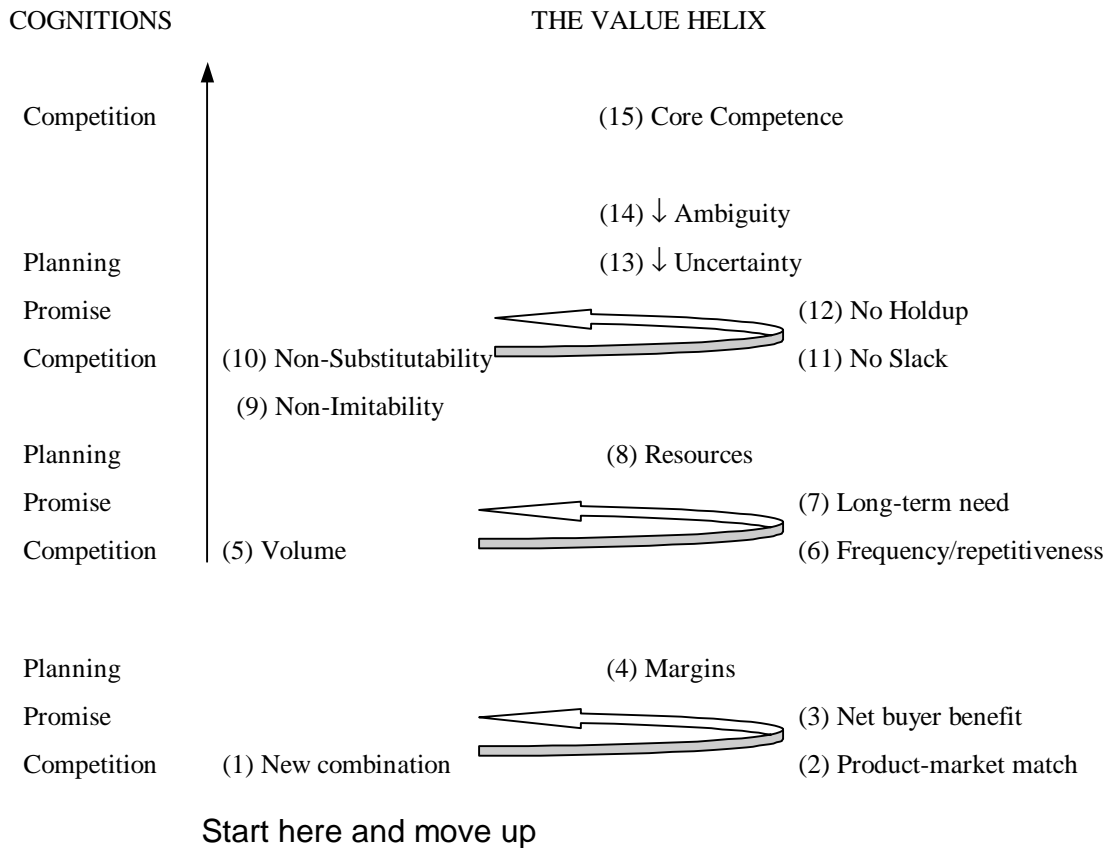 COGNITIONS THE VALUE HELIX
Competition (15) Core Competence
(14) ↓ Ambiguity
Planning (13) ↓ Uncertainty
Promise (12) No Holdup
Competition (10) Non-Substitutability (11) No Slack
(9) Non-Imitability
Planning (8) Resources
Promise (7) Long-term need
Competition (5) Volume (6) Frequency/repetitiveness
Planning (4) Margins
Promise (3) Net buyer benefit
Competition (1) New combination (2) Product-market match
Start here and move up